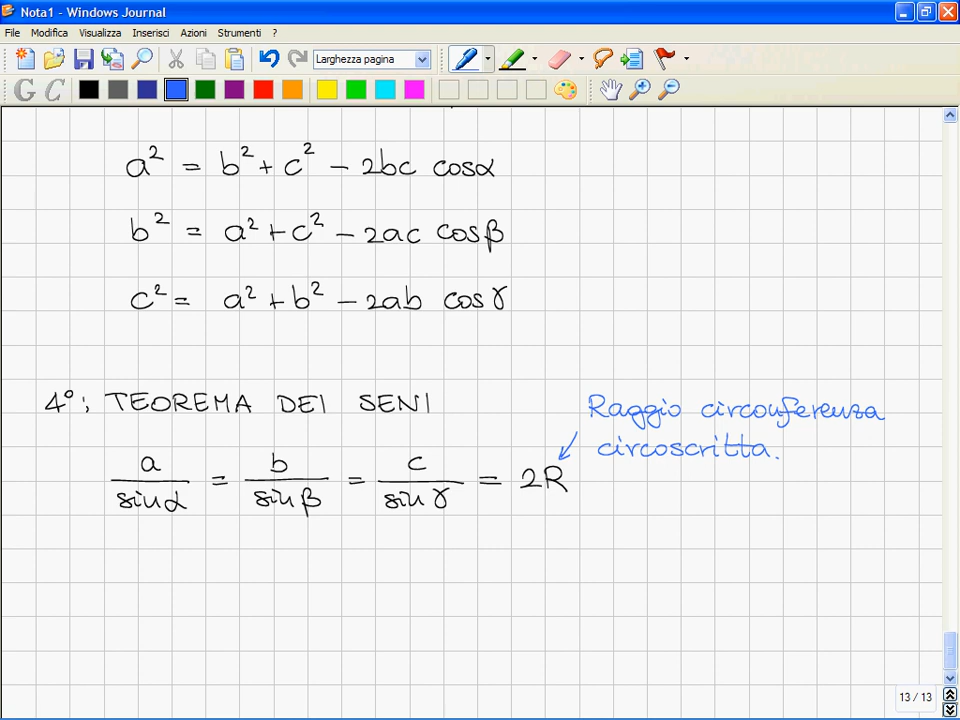 Nota1 - Windows Journal
File Modifica Visualizza Inserisci Azioni Strumenti ?
Larghezza pagina
G C
a² = b² + c² - 2bc cosα
b² = a² + c² - 2ac cosβ
c² = a² + b² - 2ab cosγ
4°: TEOREMA DEI SENI
Raggio circonferenza
circoscritta.
a/sinα = b/sinβ = c/sinγ = 2R
13 / 13